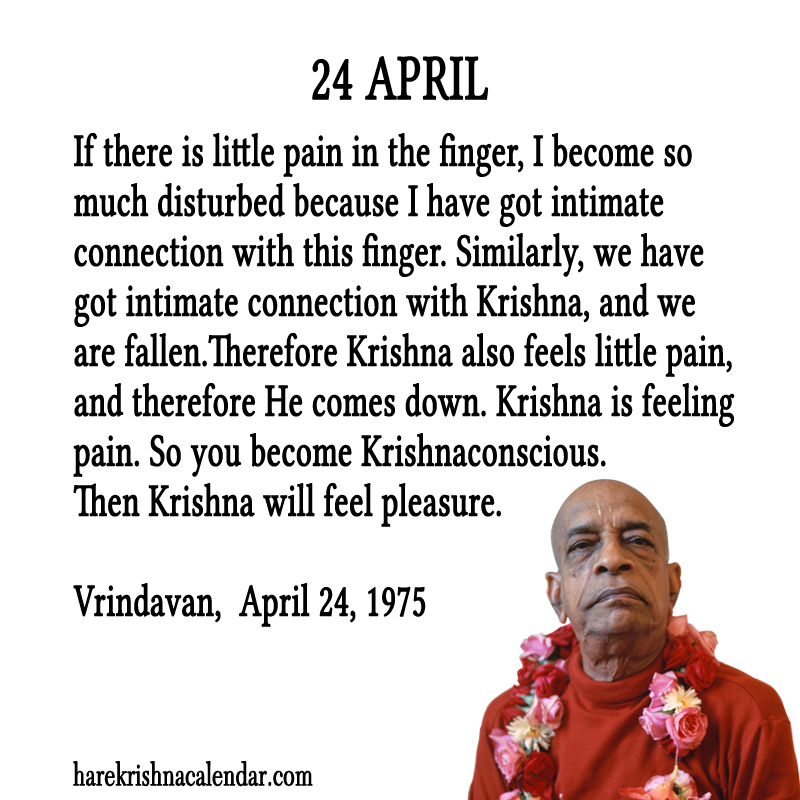 24 APRIL
If there is little pain in the finger, I become so
much disturbed because I have got intimate
connection with this finger. Similarly, we have
got intimate connection with Krishna, and we
are fallen.Therefore Krishna also feels little pain,
and therefore He comes down. Krishna is feeling
pain. So you become Krishnaconscious.
Then Krishna will feel pleasure.
Vrindavan,  April 24, 1975
harekrishnacalendar.com